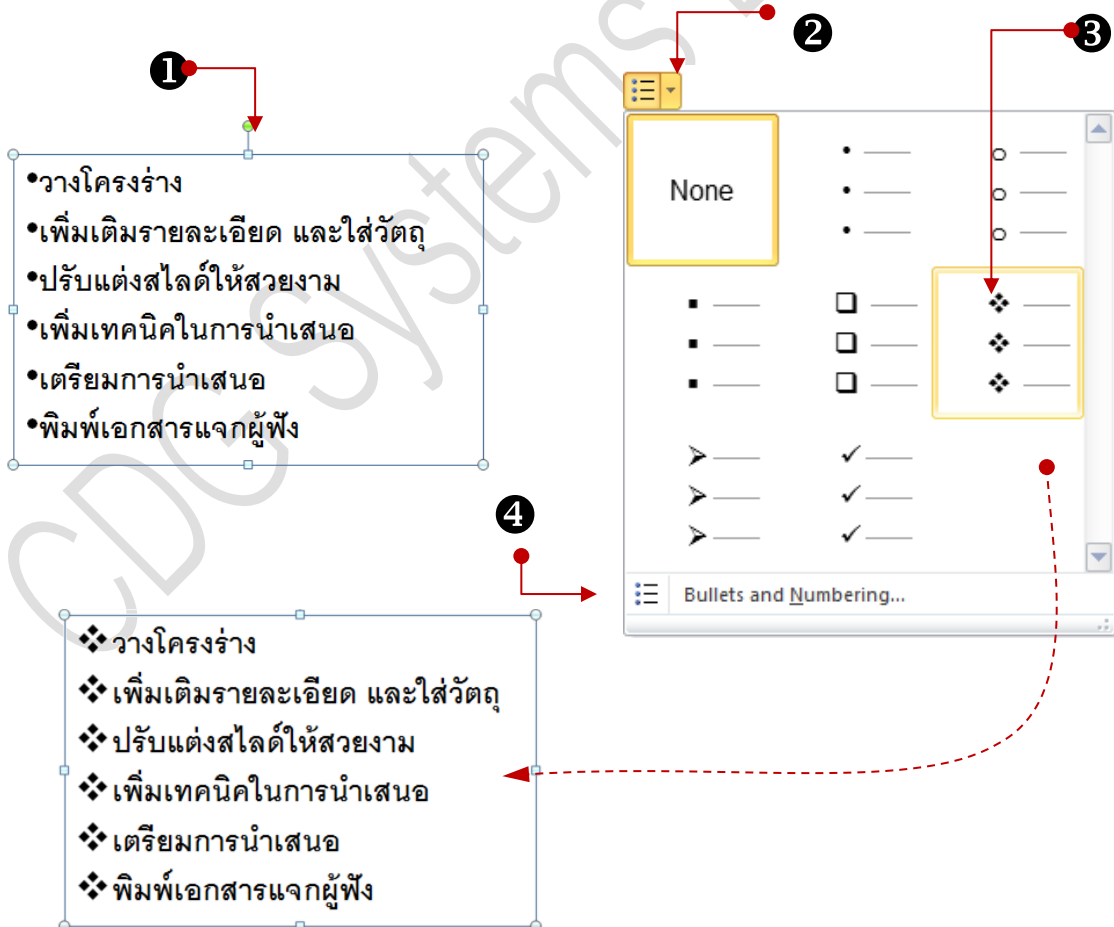 ❶
❷
❸
•วางโครงร่าง
•เพิ่มเติมรายละเอียด และใส่วัตถุ
•ปรับแต่งสไลด์ให้สวยงาม
•เพิ่มเทคนิคในการนำเสนอ
•เตรียมการนำเสนอ
•พิมพ์เอกสารแจกผู้ฟัง
None
❹
Bullets and Numbering...
❖วางโครงร่าง
❖เพิ่มเติมรายละเอียด และใส่วัตถุ
❖ปรับแต่งสไลด์ให้สวยงาม
❖เพิ่มเทคนิคในการนำเสนอ
❖เตรียมการนำเสนอ
❖พิมพ์เอกสารแจกผู้ฟัง
CDG Systems